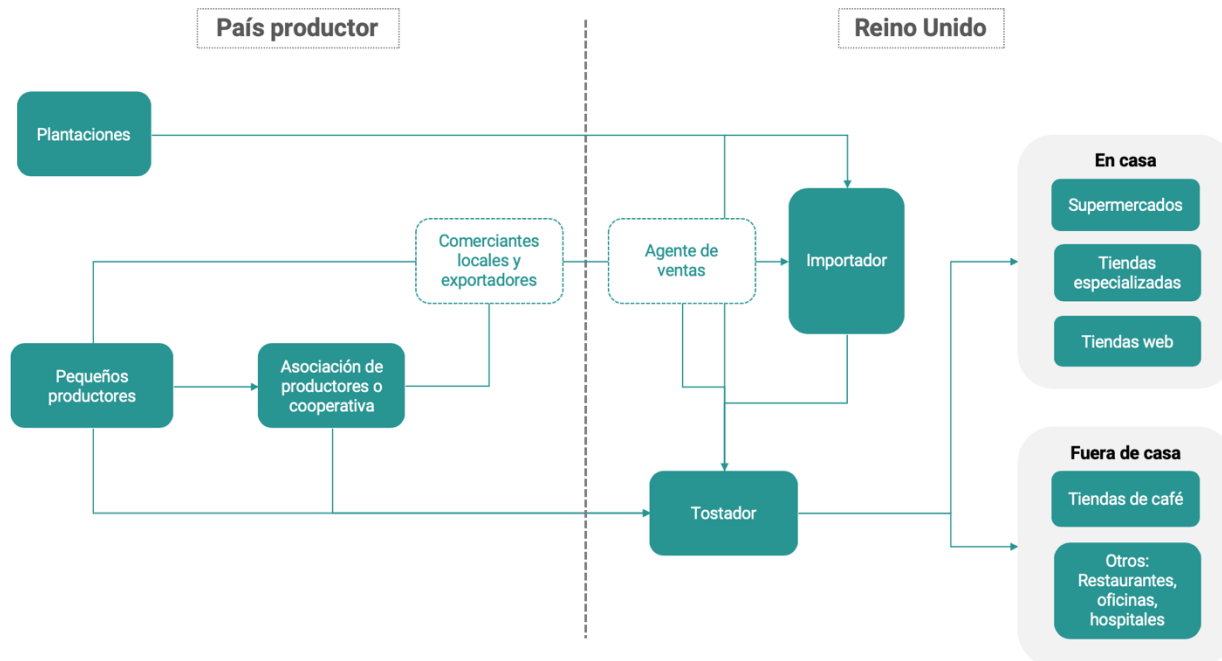 País productor
Reino Unido
Plantaciones
Comerciantes
locales y
exportadores
Agente de
ventas
Importador
Pequeños
productores
Asociación de
productores o
cooperativa
Tostador
En casa
Supermercados
Tiendas
especializadas
Tiendas web
Fuera de casa
Tiendas de café
Otros:
Restaurantes,
oficinas,
hospitales